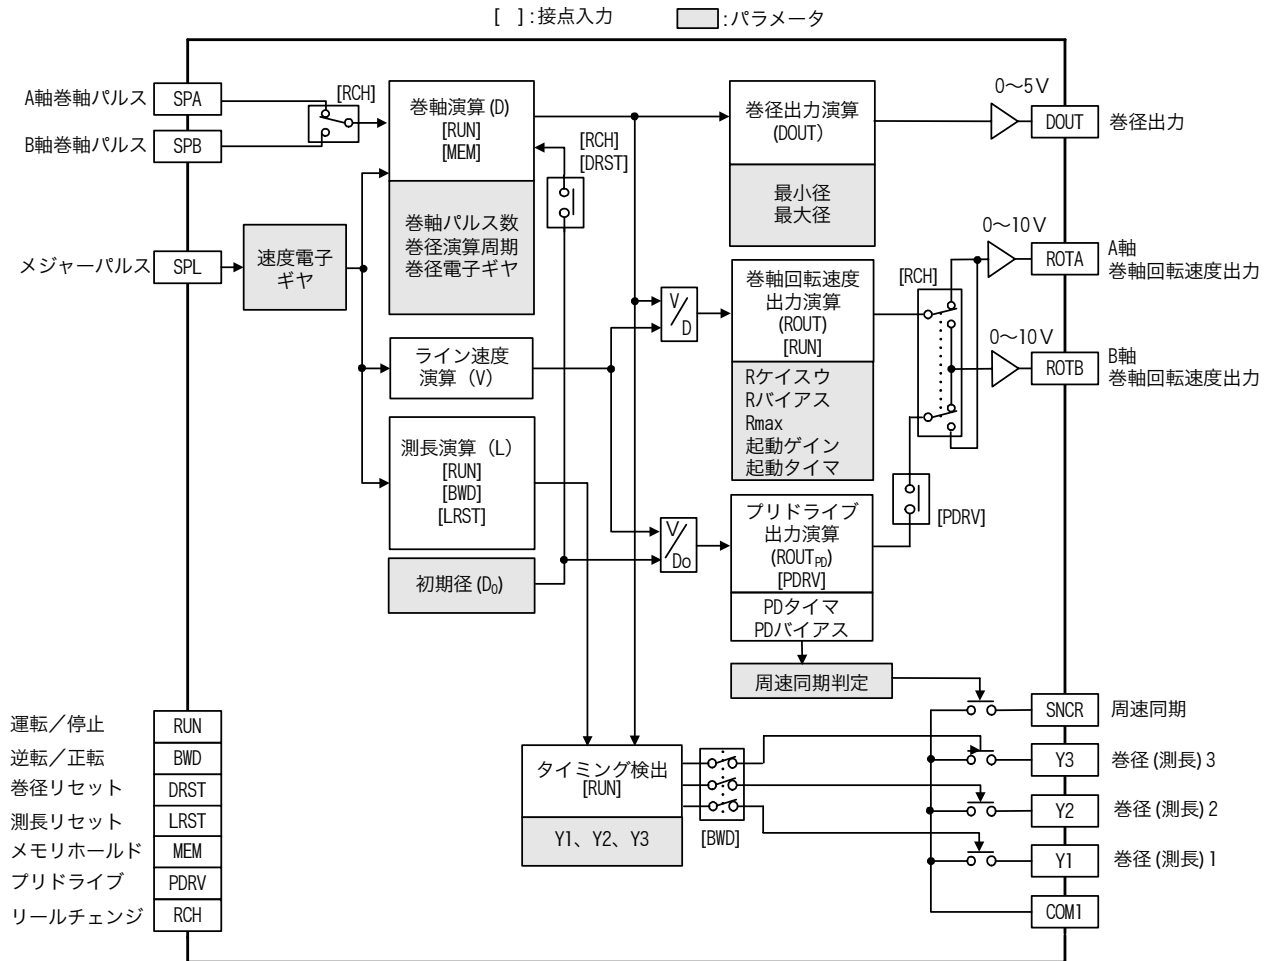 [ ]:接点入力
:パラメータ
A軸巻軸パルス
SPA
B軸巻軸パルス
SPB
[RCH]
巻軸演算(D)
[RUN]
[MEM]
巻軸パルス数
巻径演算周期
巻径電子ギヤ
[RCH]
[DRST]
巻径出力演算
(DOUT)
最小径
最大径
0～5V
DOUT
巻径出力
メジャーパルス
SPL
速度電子
ギヤ
V
D
巻軸回転速度
出力演算
(ROUT)
[RUN]
Rケイスウ
Rバイアス
Rmax
起動ゲイン
起動タイマ
[RCH]
0～10V
ROTA
A軸
巻軸回転速度出力
0～10V
ROTB
B軸
巻軸回転速度出力
ライン速度
演算(V)
測長演算(L)
[RUN]
[BWD]
[LRST]
初期径(D₀)
V
Do
プリドライブ
出力演算
(ROUTPD)
[PDRV]
PDタイマ
PDバイアス
[PDRV]
周速同期判定
運転／停止
RUN
逆転／正転
BWD
巻径リセット
DRST
測長リセット
LRST
メモリホールド
MEM
プリドライブ
PDRV
リールチェンジ
RCH
タイミング検出
[RUN]
Y1、Y2、Y3
[BWD]
SNCR
周速同期
Y3
巻径(測長)3
Y2
巻径(測長)2
Y1
巻径(測長)1
COM1